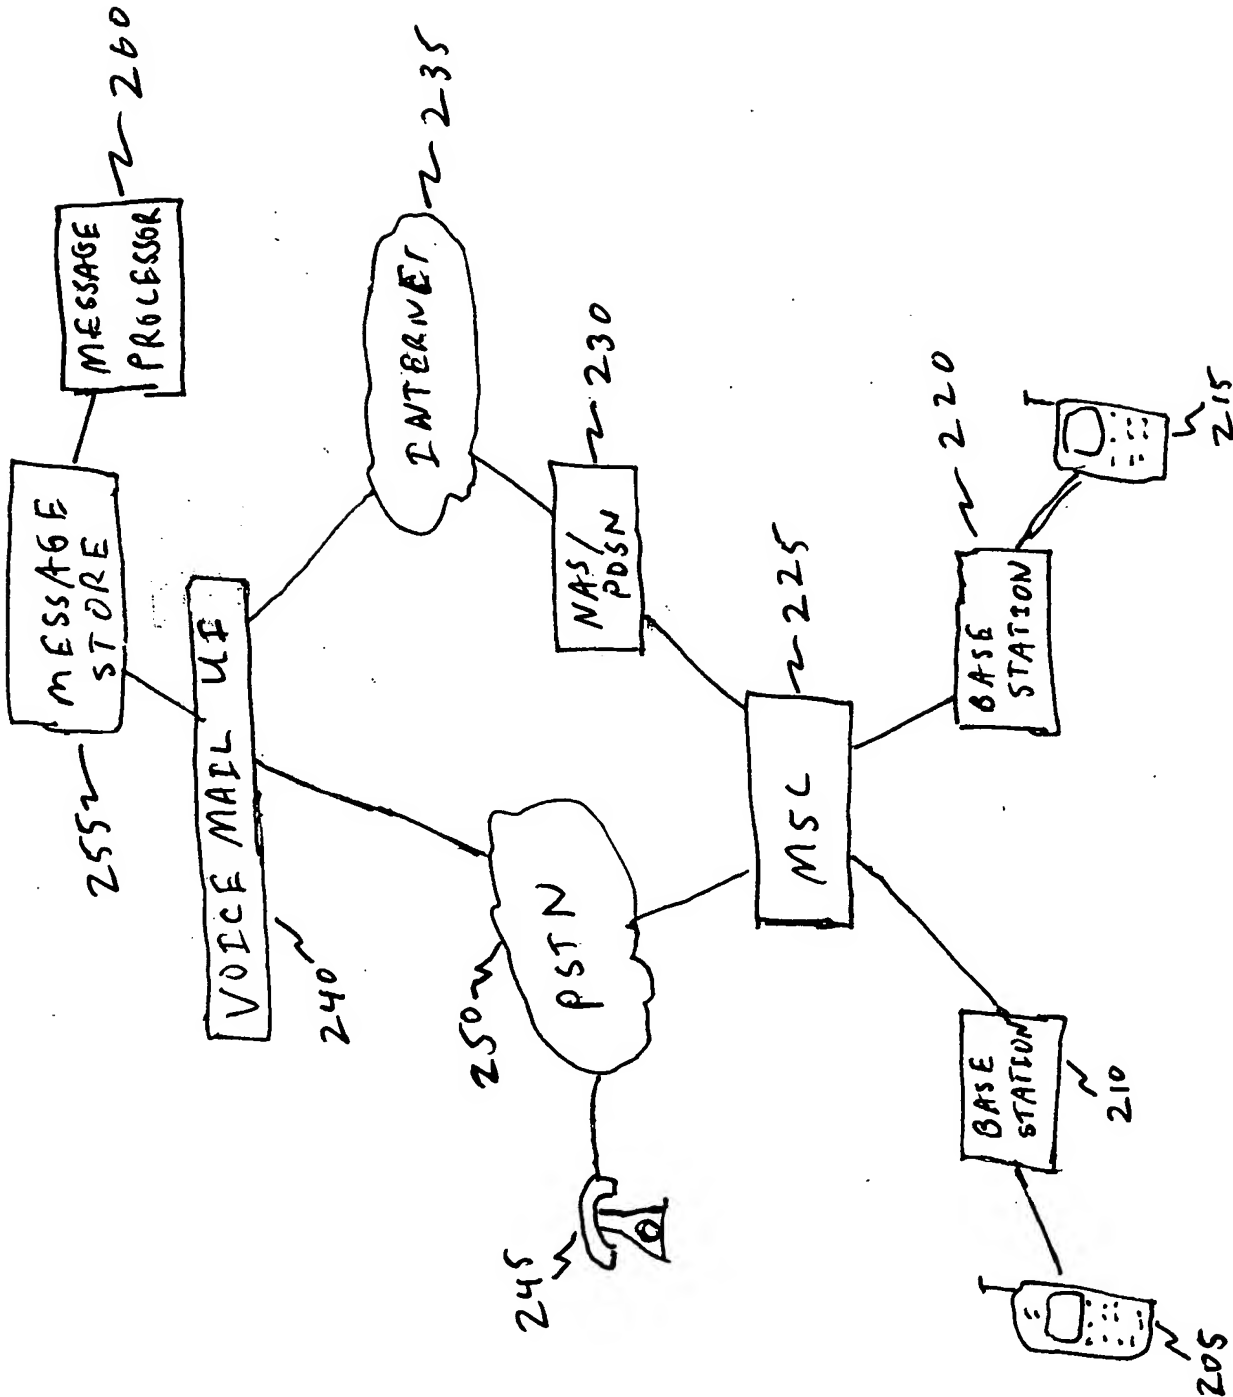 MESSAGE
STORE
MESSAGE
PROCESSOR
260
255
VOICE MAIL UI
240
INTERNET
235
250
PSTN
245
NAS/
PDSN
230
MSC
225
BASE
STATION
220
BASE
STATION
210
215
205